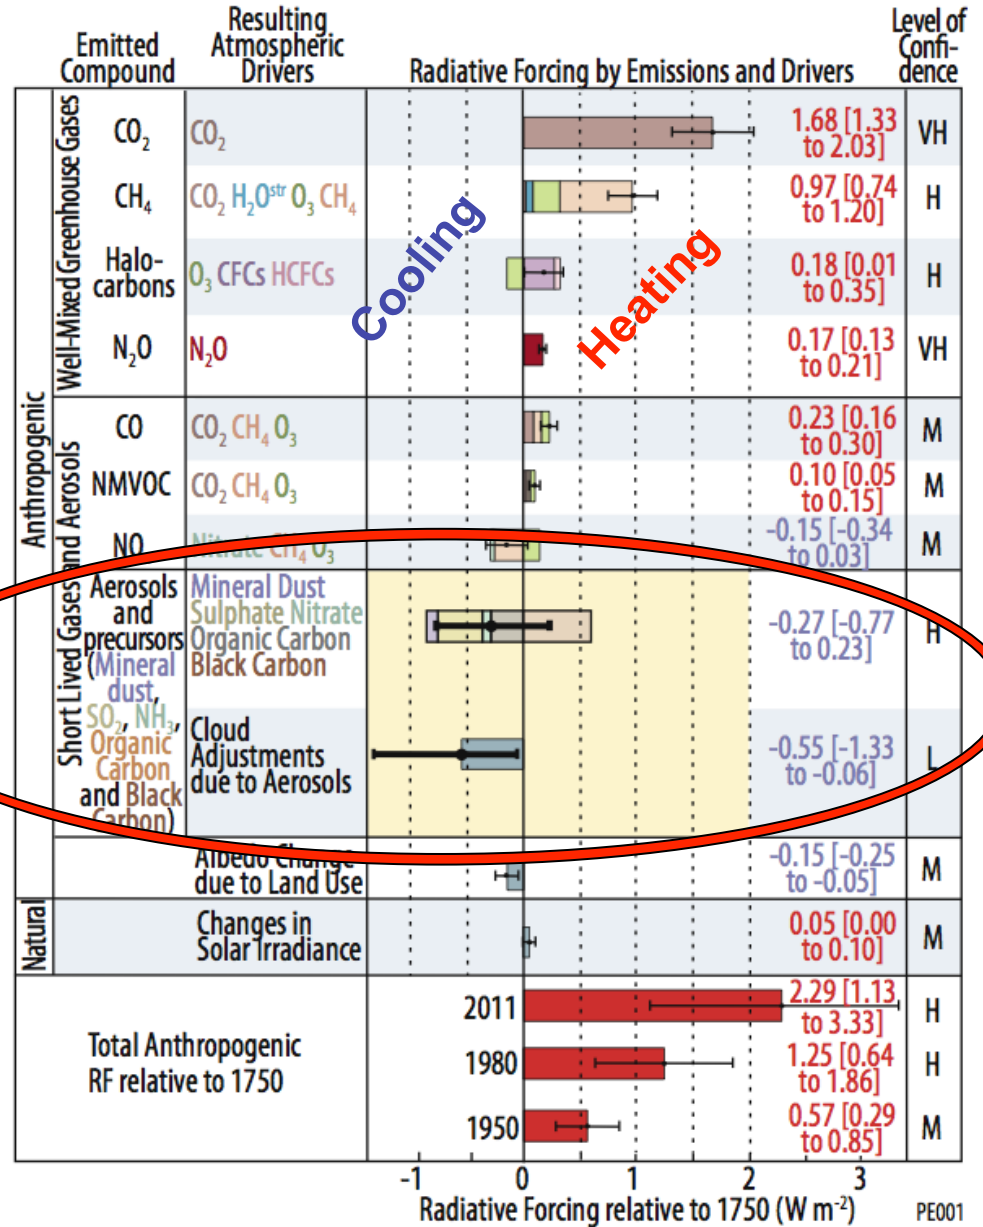 Emitted
Compound
Resulting
Atmospheric
Drivers
Radiative Forcing by Emissions and Drivers
Level of
Confi-
dence
Anthropogenic
Well-Mixed Greenhouse Gases
CO₂
CO₂
1.68 [1.33
to 2.03]
VH
CH₄
CO₂ H₂Oˢᵗʳ O₃ CH₄
0.97 [0.74
to 1.20]
H
Halo-
carbons
O₃ CFCs HCFCs
0.18 [0.01
to 0.35]
H
N₂O
N₂O
0.17 [0.13
to 0.21]
VH
Cooling
Heating
Short Lived Gases and Aerosols
CO
CO₂ CH₄ O₃
0.23 [0.16
to 0.30]
M
NMVOC
CO₂ CH₄ O₃
0.10 [0.05
to 0.15]
M
NO
Nitrate CH₄ O₃
-0.15 [-0.34
to 0.03]
M
Aerosols
and
precursors
(Mineral
dust,
SO₂, NH₃,
Organic
Carbon
and Black
Carbon)
Mineral Dust
Sulphate Nitrate
Organic Carbon
Black Carbon
-0.27 [-0.77
to 0.23]
H
Cloud
Adjustments
due to Aerosols
-0.55 [-1.33
to -0.06]
L
Albedo Change
due to Land Use
-0.15 [-0.25
to -0.05]
M
Natural
Changes in
Solar Irradiance
0.05 [0.00
to 0.10]
M
Total Anthropogenic
RF relative to 1750
2011
2.29 [1.13
to 3.33]
H
1980
1.25 [0.64
to 1.86]
H
1950
0.57 [0.29
to 0.85]
M
-1 0 1 2 3
Radiative Forcing relative to 1750 (W m⁻²)
PE001